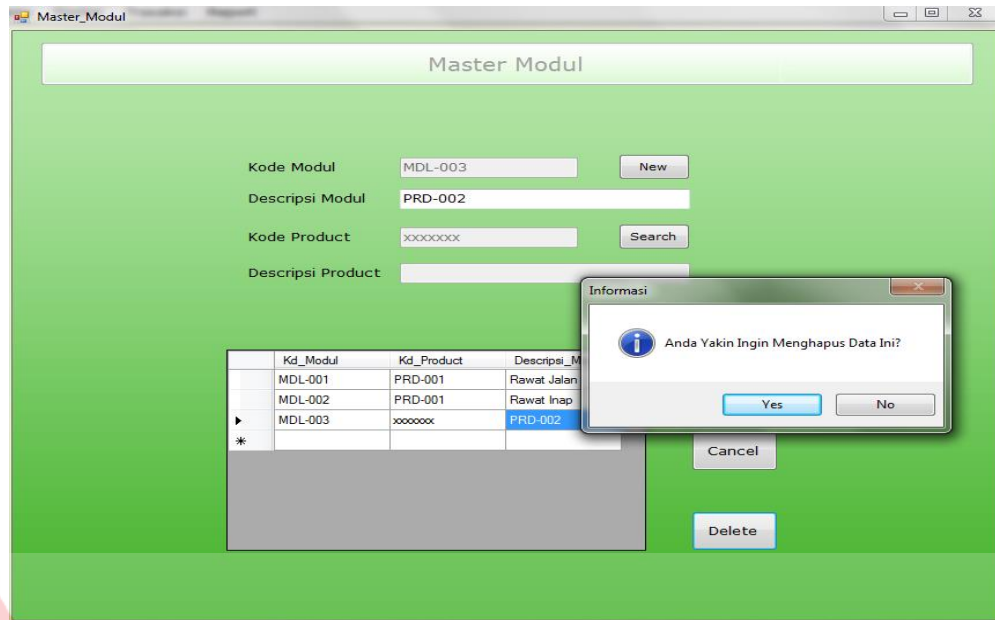 Master_Modul
Master Modul
Kode Modul MDL-003 New
Descripsi Modul PRD-002
Kode Product xxxxxxx Search
Descripsi Product
Informasi
Anda Yakin Ingin Menghapus Data Ini?
Yes No
Kd_Modul Kd_Product Descripsi_M
MDL-001 PRD-001 Rawat Jalan
MDL-002 PRD-001 Rawat Inap
MDL-003 xxxxxxx PRD-002
Cancel
Delete